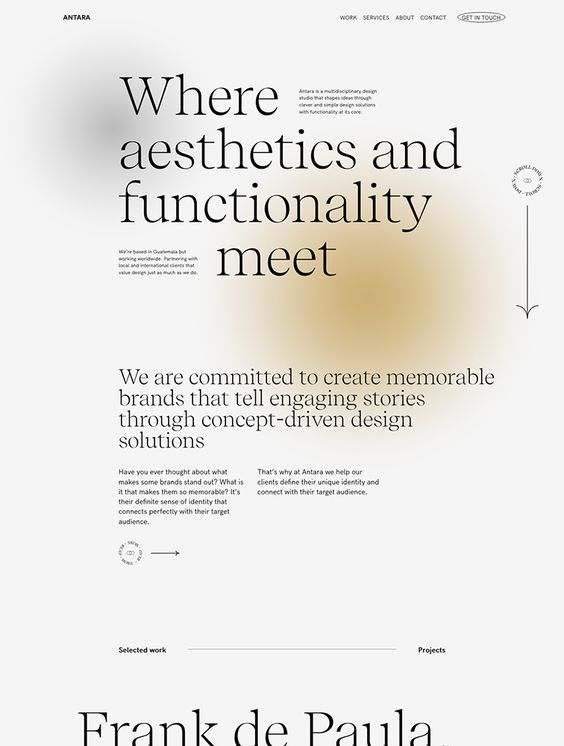 ANTARA
WORK SERVICES ABOUT CONTACT GET IN TOUCH
Where
Antara is a multidisciplinary design
studio that shapes ideas through
clever and simple design solutions
with functionality at its core.
aesthetics and
functionality
SCROLL DOWN - SCROLL DOWN -
We're based in Guatemala but
working worldwide. Partnering with
local and international clients that
value design just as much as we do.
meet
We are committed to create memorable
brands that tell engaging stories
through concept-driven design
solutions
Have you ever thought about what
makes some brands stand out? What is
it that makes them so memorable? It's
their definite sense of identity that
connects perfectly with their target
audience.
That's why at Antara we help our
clients define their unique identity and
connect with their target audience.
Selected work
Projects
Frank de Paula.